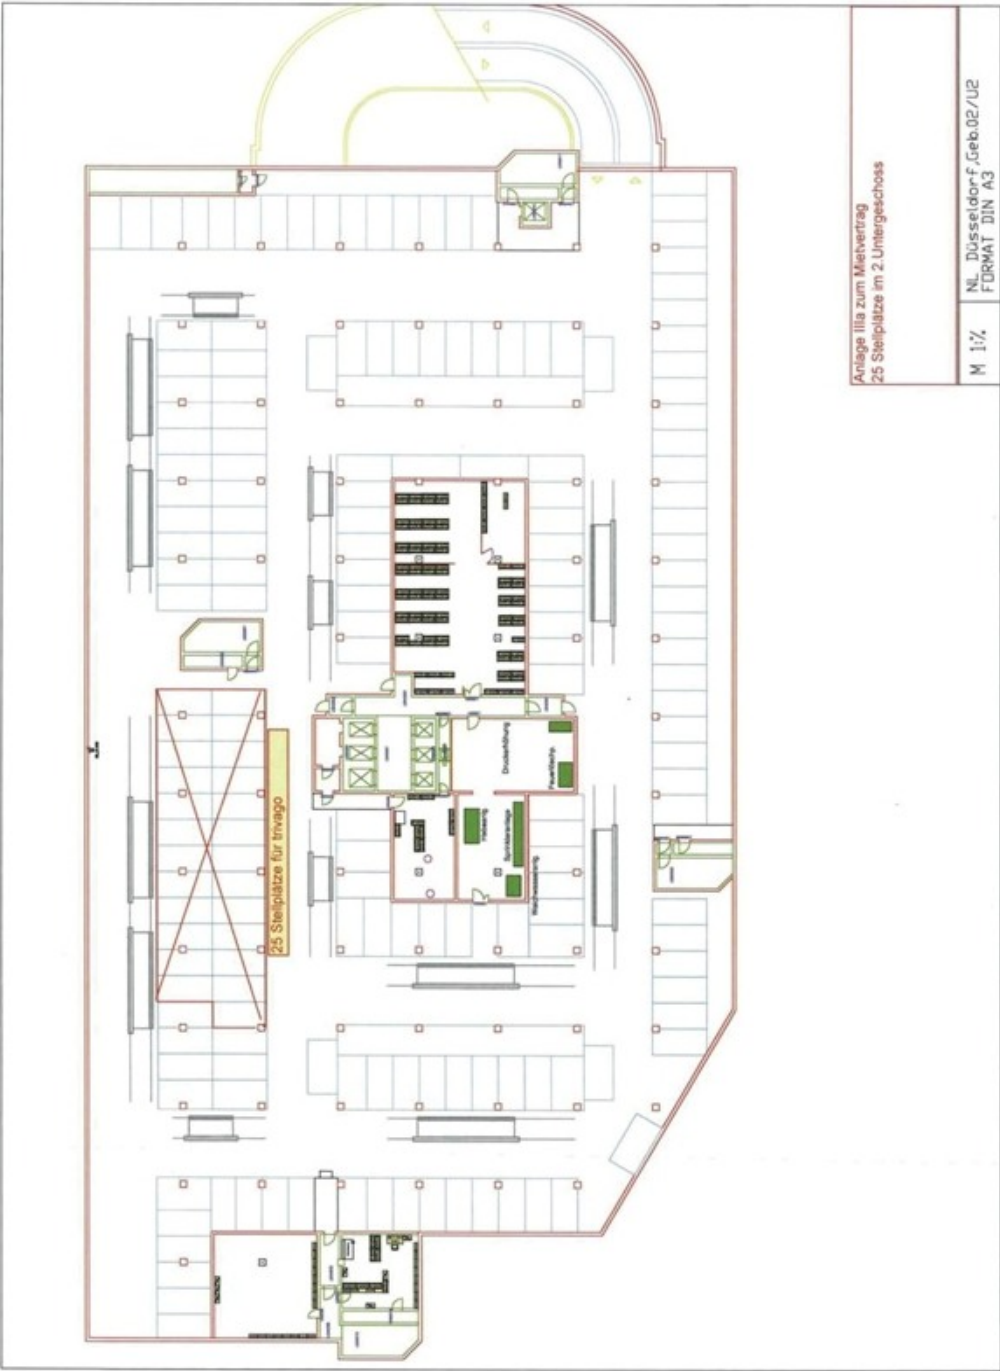 Anlage IIIa zum Mietvertrag
25 Stellplätze im 2.Untergeschoss
M 1:%
NL Düsseldorf,Geb.02/U2
FORMAT DIN A3
25 Stellplätze für trivago
Druckerhöhung
Feuerlöschp.
Sprinkleranlage